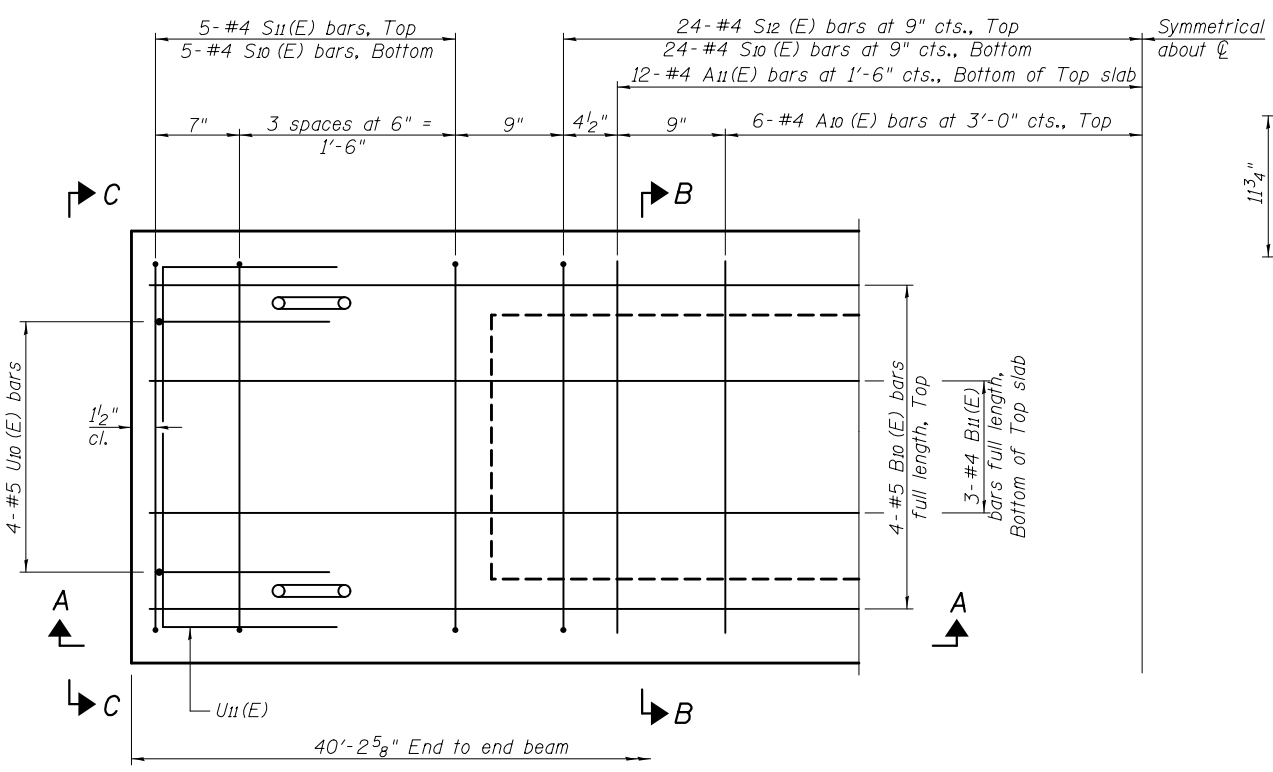 5-#4 S11(E) bars, Top
5-#4 S10 (E) bars, Bottom
24-#4 S12 (E) bars at 9" cts., Top
24-#4 S10 (E) bars at 9" cts., Bottom
Symmetrical
about ℄
12-#4 A11(E) bars at 1'-6" cts., Bottom of Top slab
7"
3 spaces at 6" =
1'-6"
9"
4½"
9"
6-#4 A10 (E) bars at 3'-0" cts., Top
11¾"
C
B
4-#5 U10 (E) bars
1½"
cl.
4-#5 B10 (E) bars
full length, Top
3-#4 B11(E)
bars full length,
Bottom of Top slab
A
A
C
U11(E)
B
40'-2⅝" End to end beam